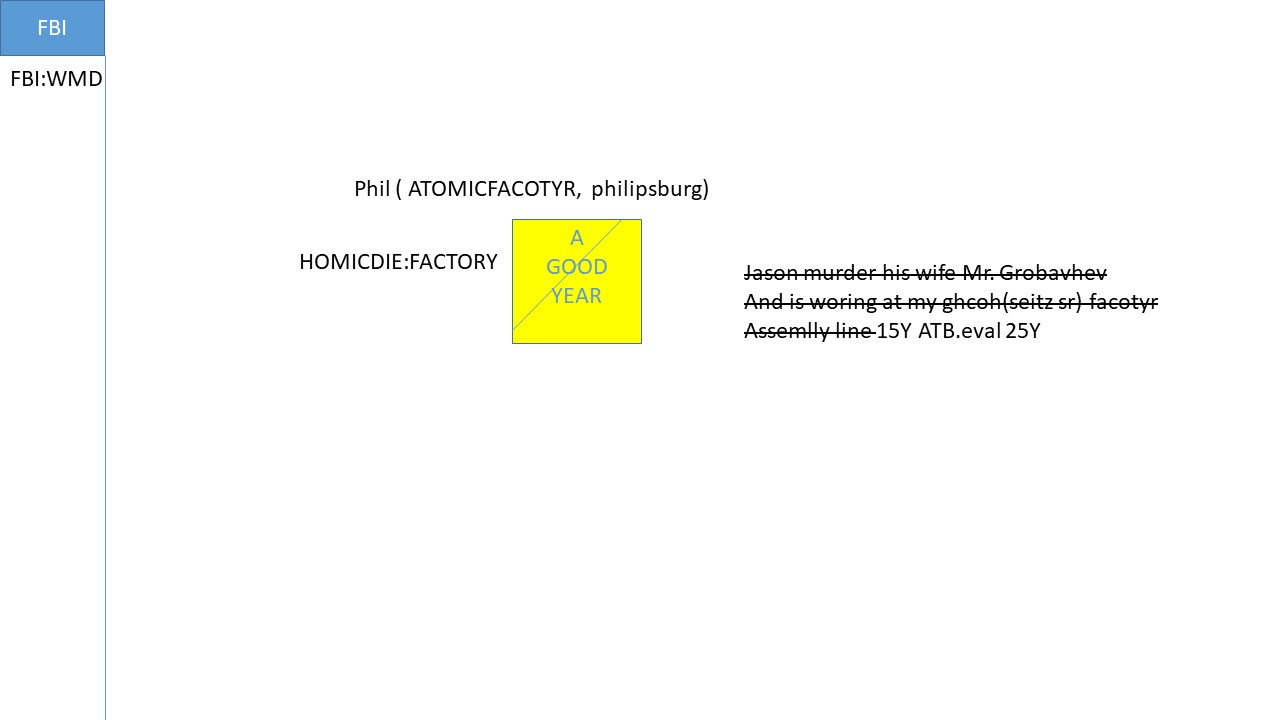 FBI
FBI:WMD
Phil ( ATOMICFACOTYR,  philipsburg)
HOMICDIE:FACTORY
A
GOOD
YEAR
Jason murder his wife Mr. Grobavhev
And is woring at my ghcoh(seitz sr) facotyr
Assemlly line 15Y ATB.eval 25Y